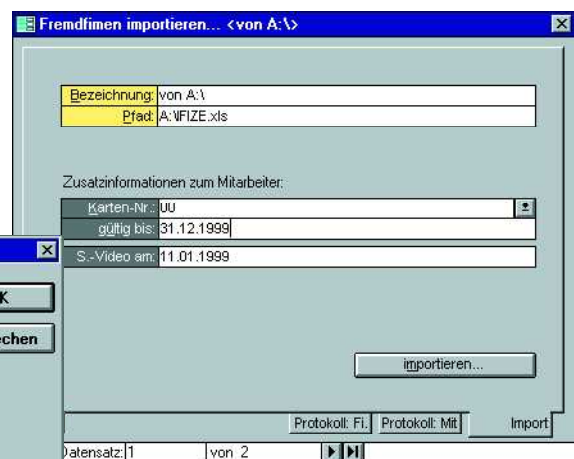 Fremdfimen importieren... <von A:\>
Bezeichnung: von A:\
Pfad: A:\FIZE.xls
Zusatzinformationen zum Mitarbeiter:
Karten-Nr.: UU
gültig bis: 31.12.1999
S.-Video am: 11.01.1999
K
echen
importieren...
Protokoll: Fi. Protokoll: Mit Import
Datensatz: 1 von 2